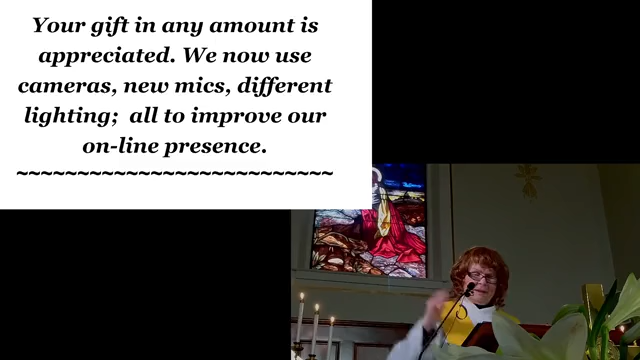 Your gift in any amount is
appreciated. We now use
cameras, new mics, different
lighting;  all to improve our
on-line presence.
~~~~~~~~~~~~~~~~~~~~~~~~~~